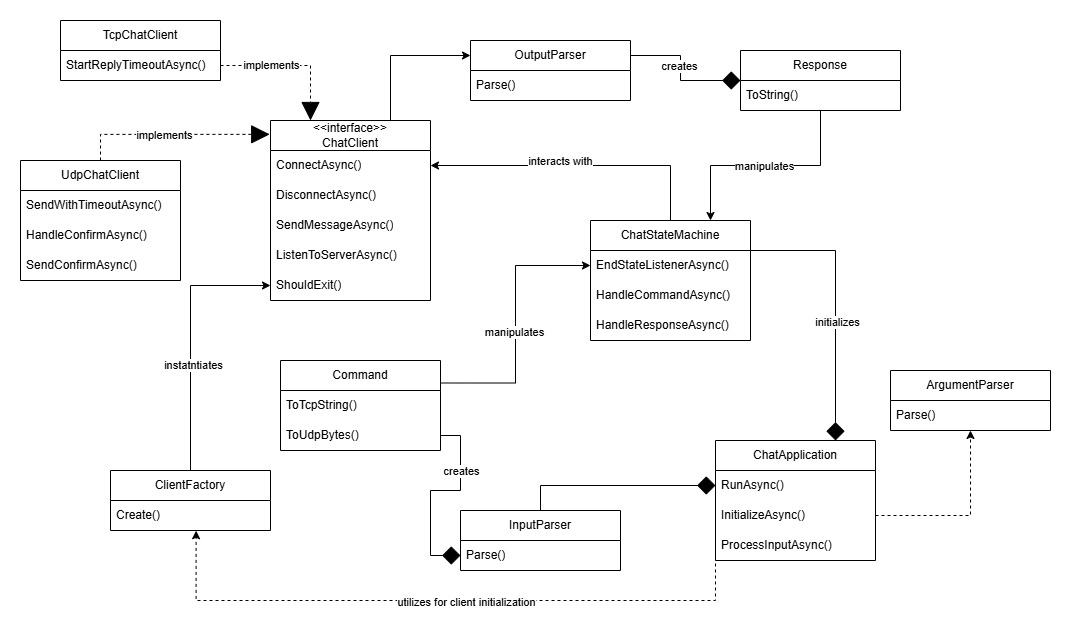 TcpChatClient
StartReplyTimeoutAsync()
implements
OutputParser
Parse()
creates
Response
ToString()
implements
<<interface>>
ChatClient
ConnectAsync()
DisconnectAsync()
SendMessageAsync()
ListenToServerAsync()
ShouldExit()
interacts with
manipulates
UdpChatClient
SendWithTimeoutAsync()
HandleConfirmAsync()
SendConfirmAsync()
ChatStateMachine
EndStateListenerAsync()
HandleCommandAsync()
HandleResponseAsync()
manipulates
initializes
instatntiates
Command
ToTcpString()
ToUdpBytes()
creates
ArgumentParser
Parse()
ChatApplication
RunAsync()
InitializeAsync()
ProcessInputAsync()
ClientFactory
Create()
InputParser
Parse()
utilizes for client initialization